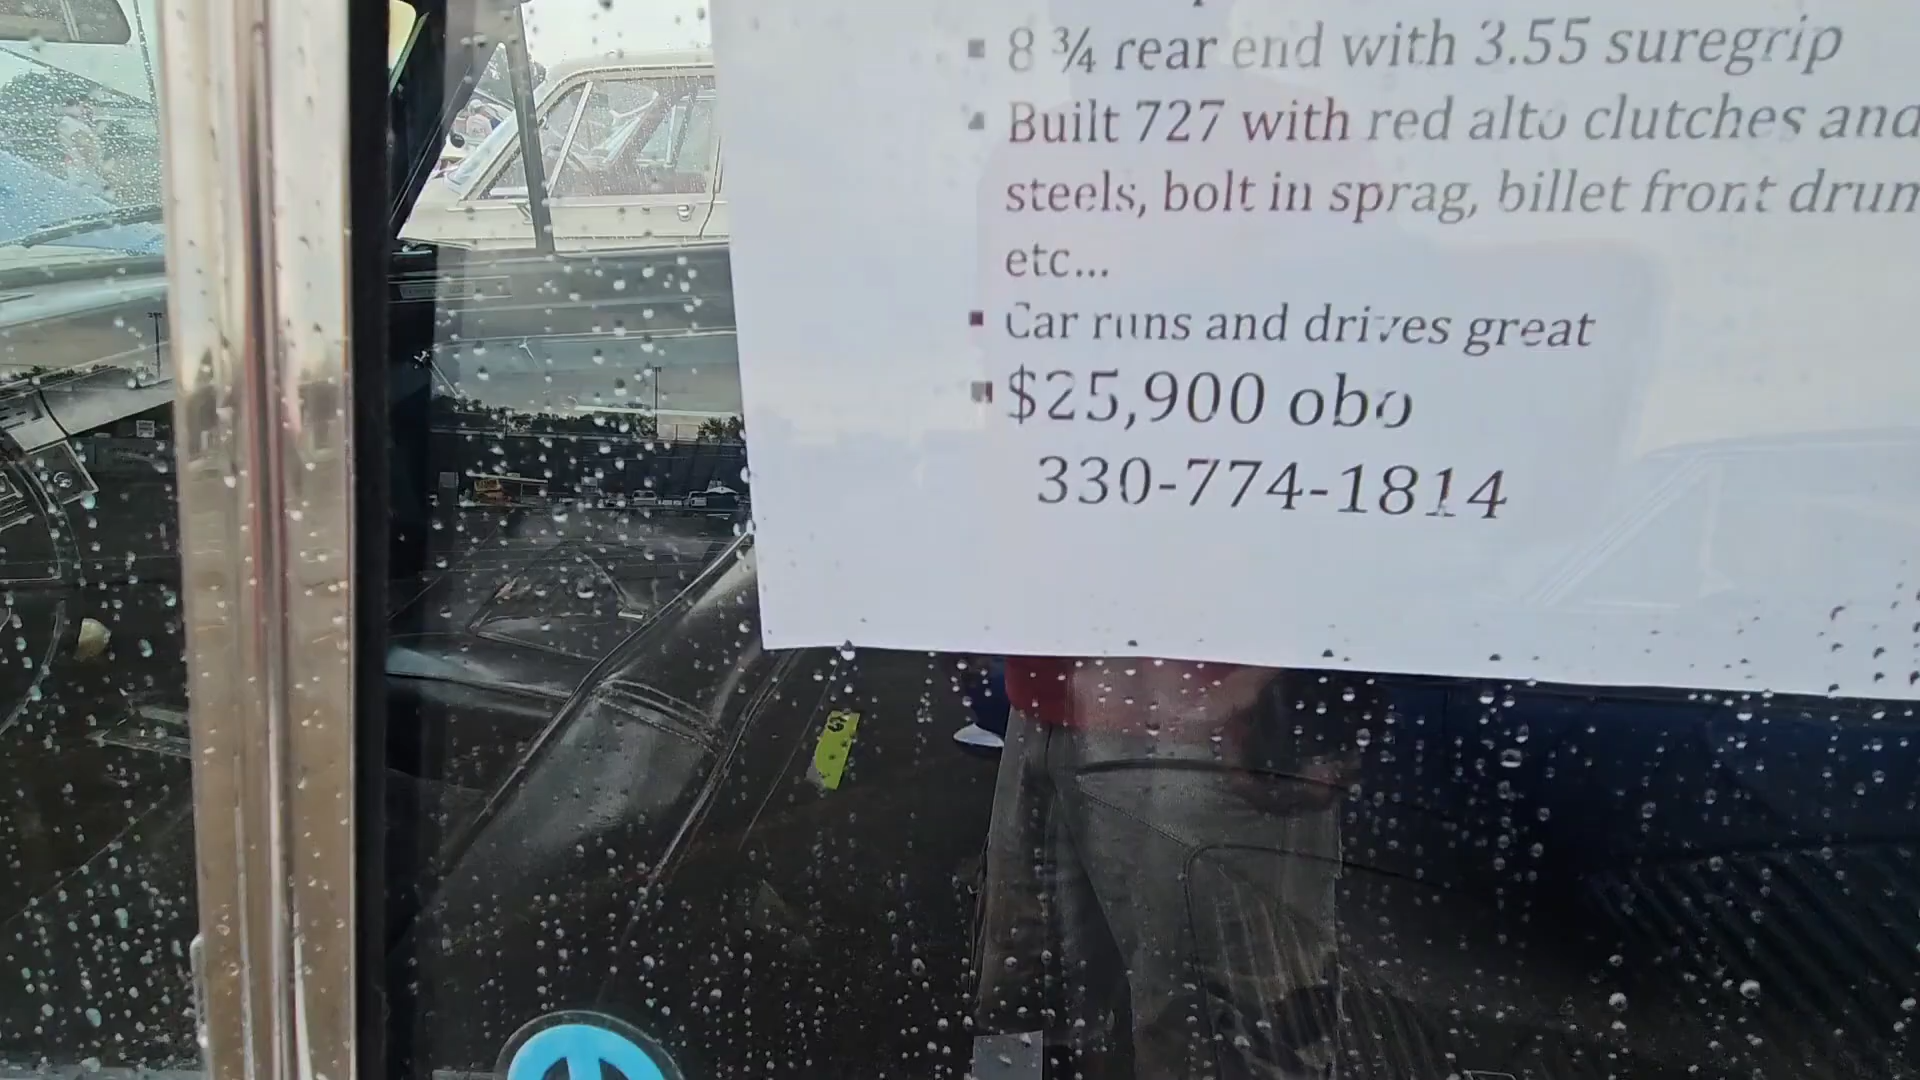 ▪ 8 ¾ rear end with 3.55 suregrip
▪ Built 727 with red alto clutches and
steels, bolt in sprag, billet front drum
etc...
▪ Car runs and drives great
▪ $25,900 obo
330-774-1814